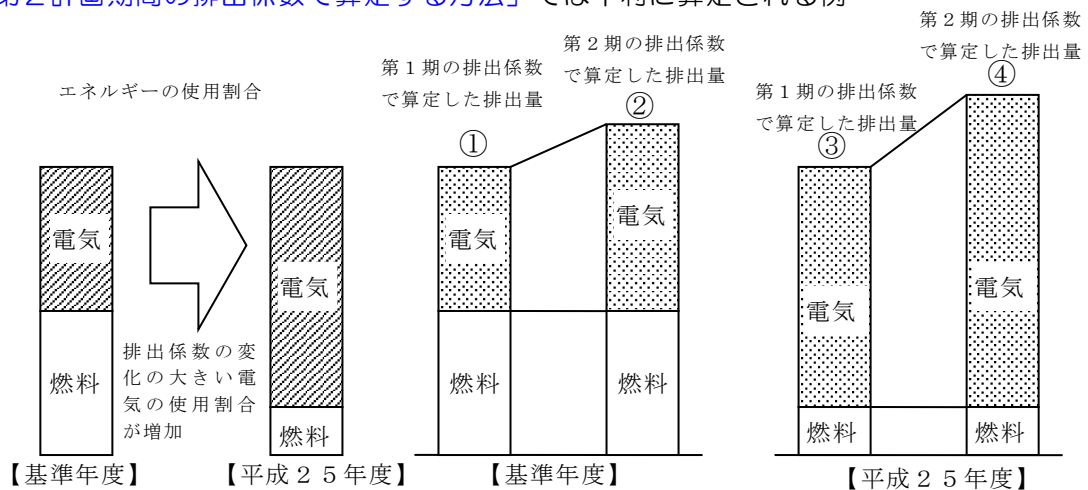 第２計画期間の排出係数で算定する方法」では不利に算定される例
エネルギーの使用割合
電気
燃料
【基準年度】
排出係数の変
化の大きい電
気の使用割合
が増加
電気
燃料
【平成２５年度】
第１期の排出係数
で算定した排出量
①
電気
燃料
第２期の排出係数
で算定した排出量
②
電気
燃料
【基準年度】
第１期の排出係数
で算定した排出量
③
電気
燃料
第２期の排出係数
で算定した排出量
④
電気
燃料
【平成２５年度】